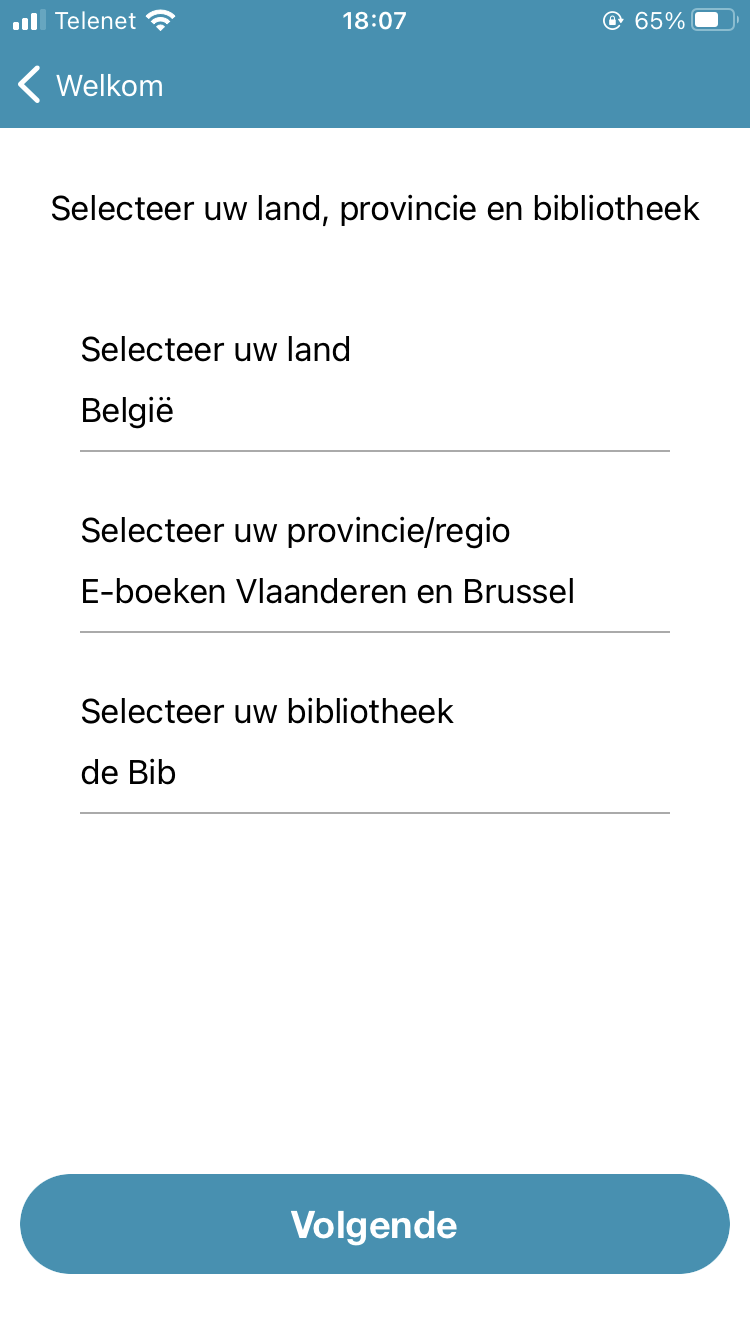 Telenet 18:07 65%
Welkom
Selecteer uw land, provincie en bibliotheek
Selecteer uw land
België
Selecteer uw provincie/regio
E-boeken Vlaanderen en Brussel
Selecteer uw bibliotheek
de Bib
Volgende